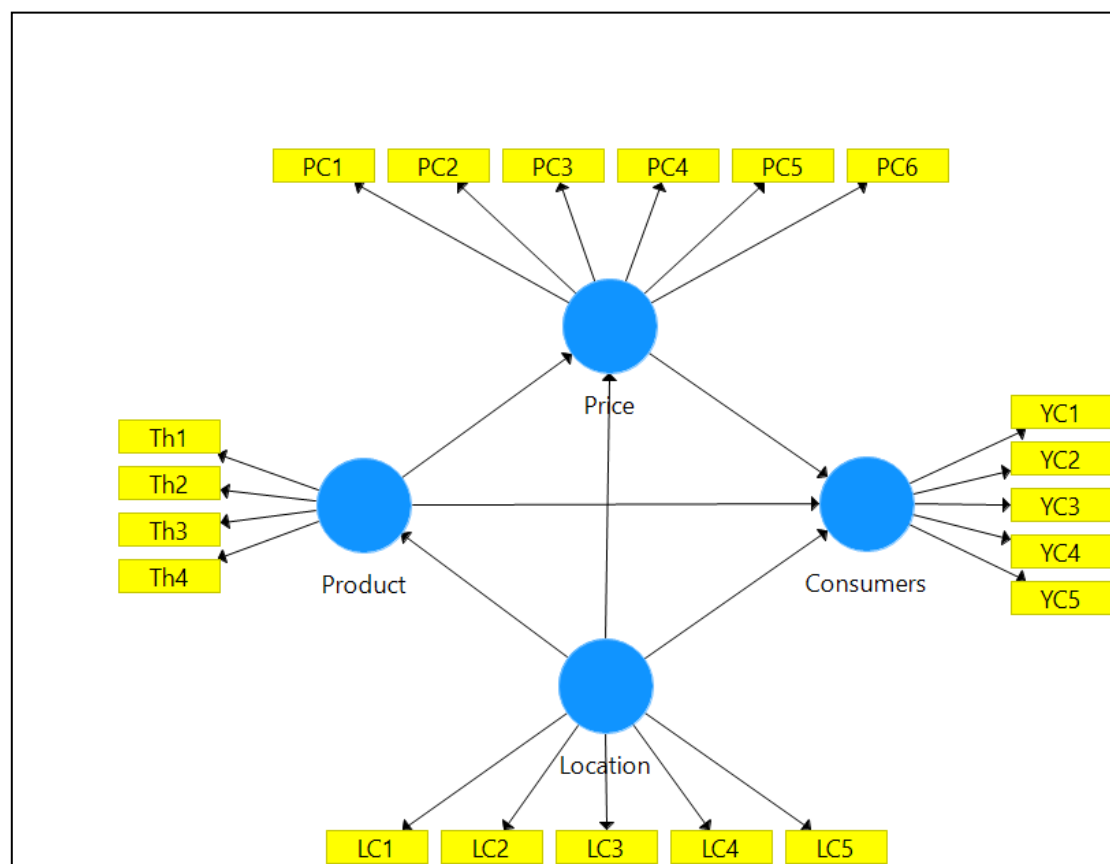 PC1 PC2 PC3 PC4 PC5 PC6
Price
YC1
Th1
YC2
Th2
YC3
Th3
YC4
Th4
Product
Consumers
YC5
Location
LC1 LC2 LC3 LC4 LC5